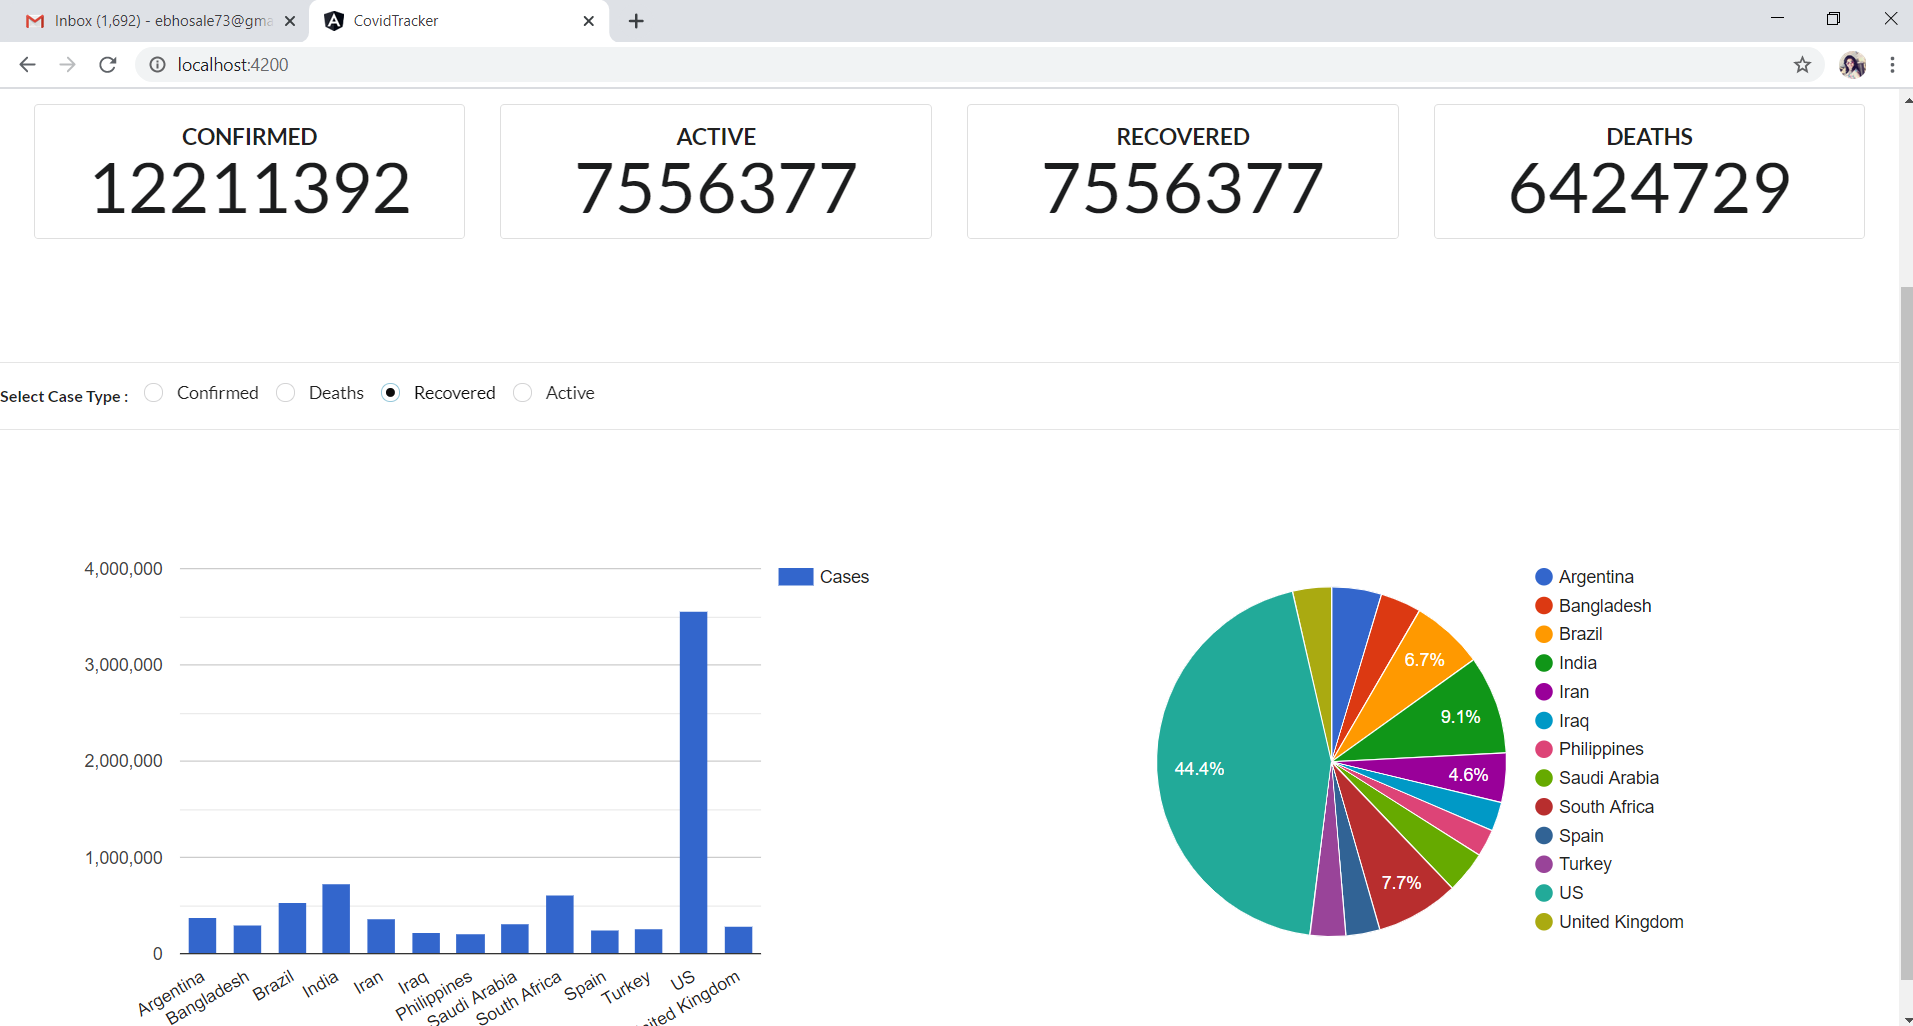 Inbox (1,692) - ebhosale73@gma
CovidTracker
localhost:4200
CONFIRMED
12211392
ACTIVE
7556377
RECOVERED
7556377
DEATHS
6424729
Select Case Type :
Confirmed
Deaths
Recovered
Active
4,000,000
3,000,000
2,000,000
1,000,000
0
Argentina
Bangladesh
Brazil
India
Iran
Iraq
Philippines
Saudi Arabia
South Africa
Spain
Turkey
US
ited Kingdom
Cases
6.7%
9.1%
4.6%
7.7%
44.4%
Argentina
Bangladesh
Brazil
India
Iran
Iraq
Philippines
Saudi Arabia
South Africa
Spain
Turkey
US
United Kingdom